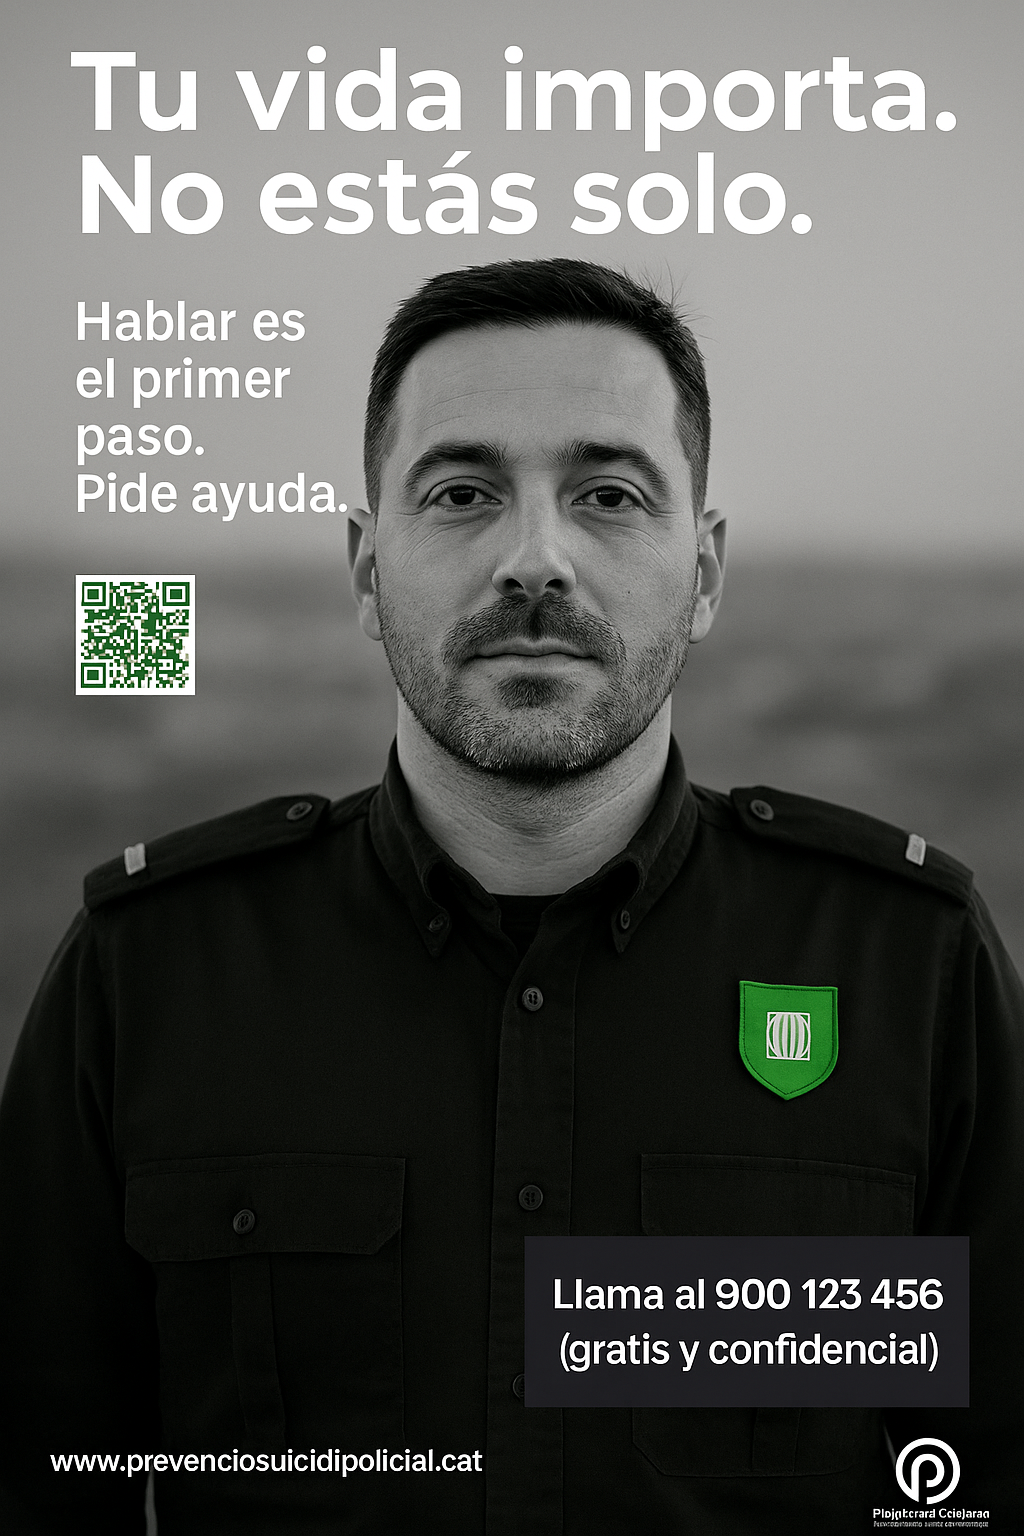 Tu vida importa.
No estás solo.
Hablar es
el primer
paso.
Pide ayuda.
Llama al 900 123 456
(gratis y confidencial)
www.prevenciosuicidipolicial.cat